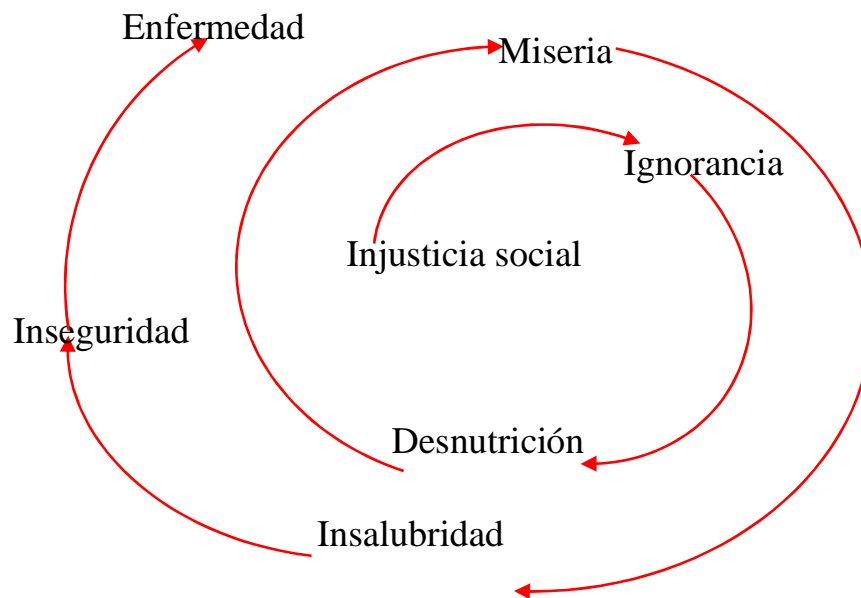 Enfermedad
Miseria
Ignorancia
Injusticia social
Inseguridad
Desnutrición
Insalubridad